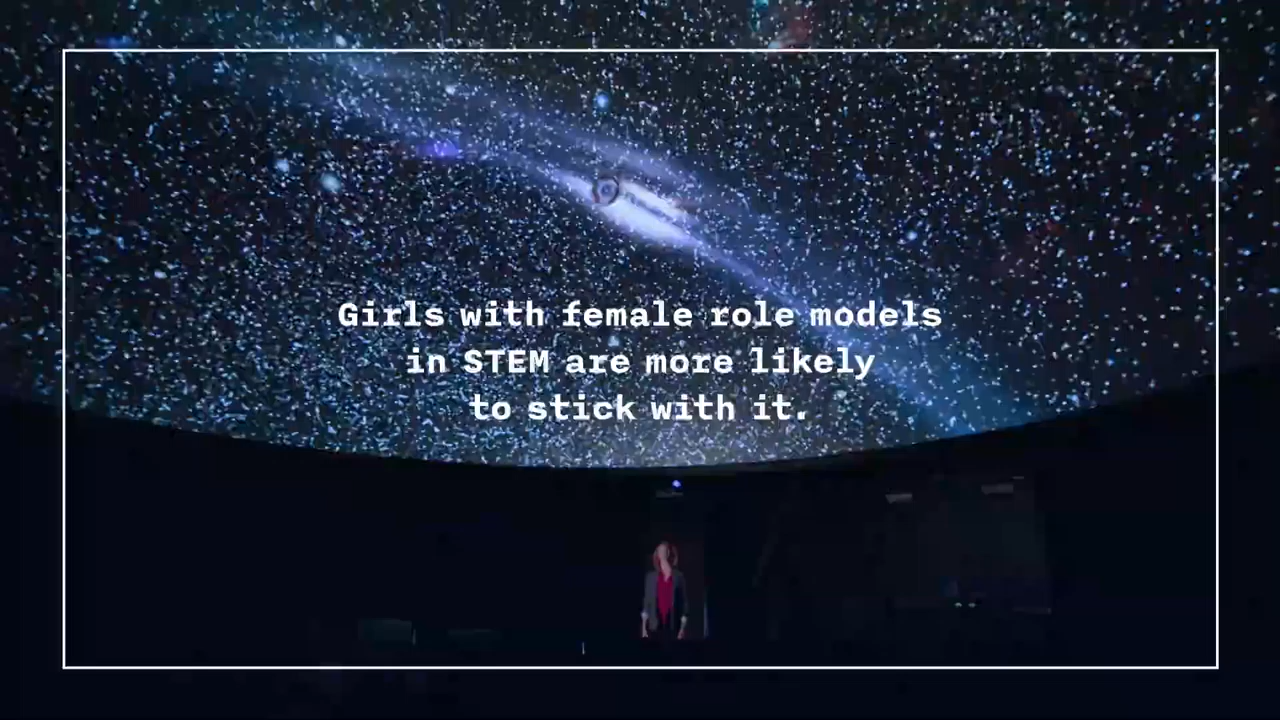 Girls with female role models
in STEM are more likely
to stick with it.